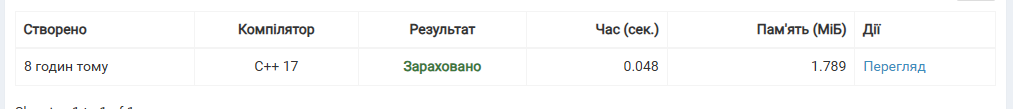 Створено Компілятор Результат Час (сек.) Пам'ять (МіБ) Дії
8 годин тому C++ 17 Зараховано 0.048 1.789 Перегляд